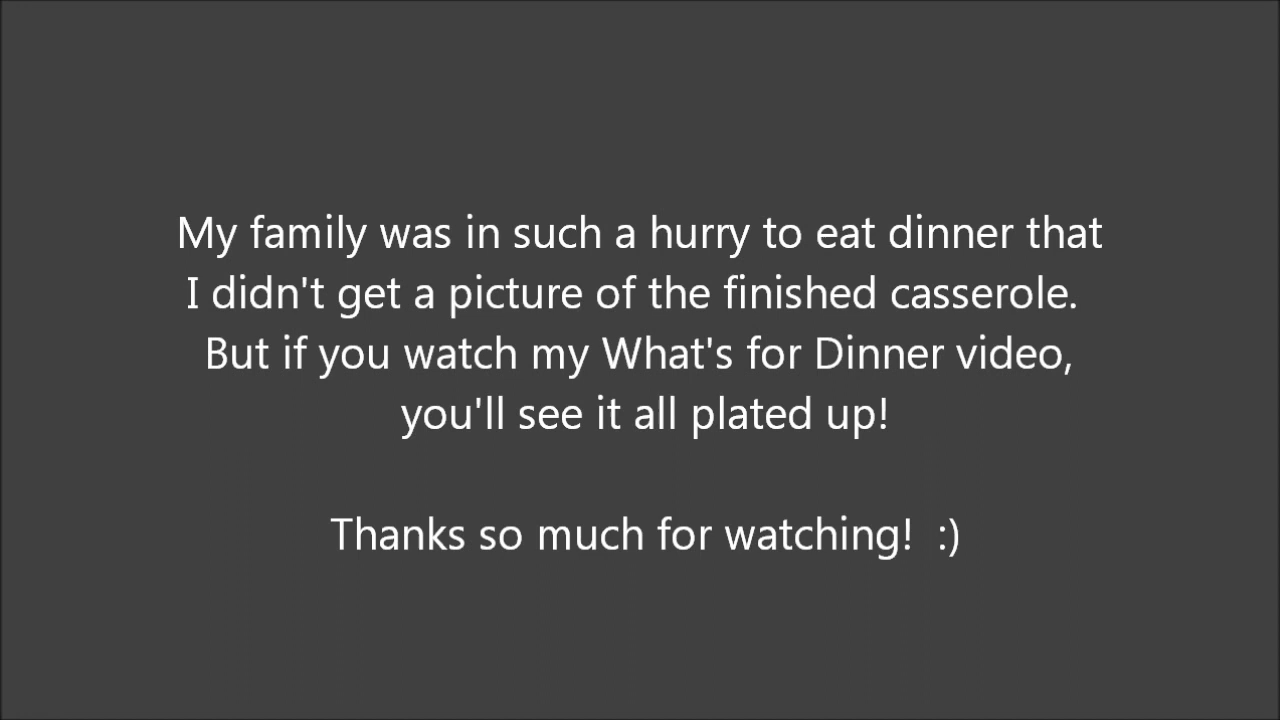 My family was in such a hurry to eat dinner that
I didn't get a picture of the finished casserole.
But if you watch my What's for Dinner video,
you'll see it all plated up!
Thanks so much for watching!  :)